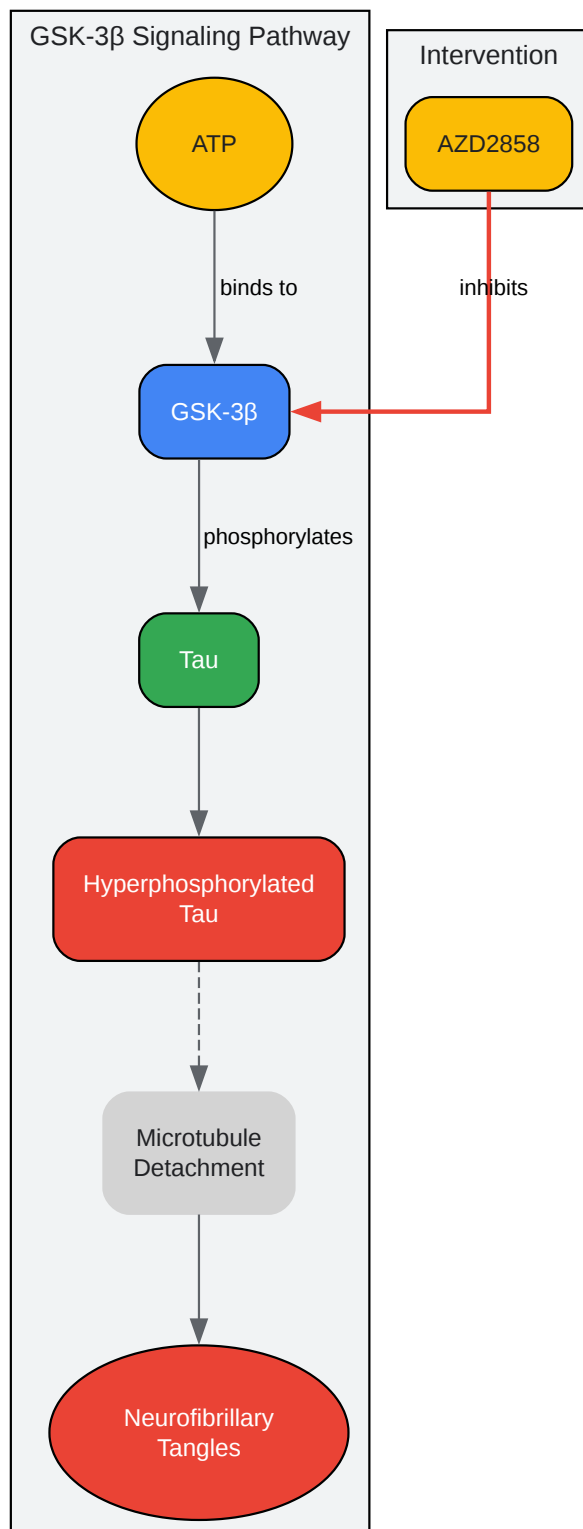 GSK-3β Signaling Pathway
Intervention
ATP
AZD2858
binds to
inhibits
GSK-3β
phosphorylates
Tau
Hyperphosphorylated
Tau
Microtubule
Detachment
Neurofibrillary
Tangles